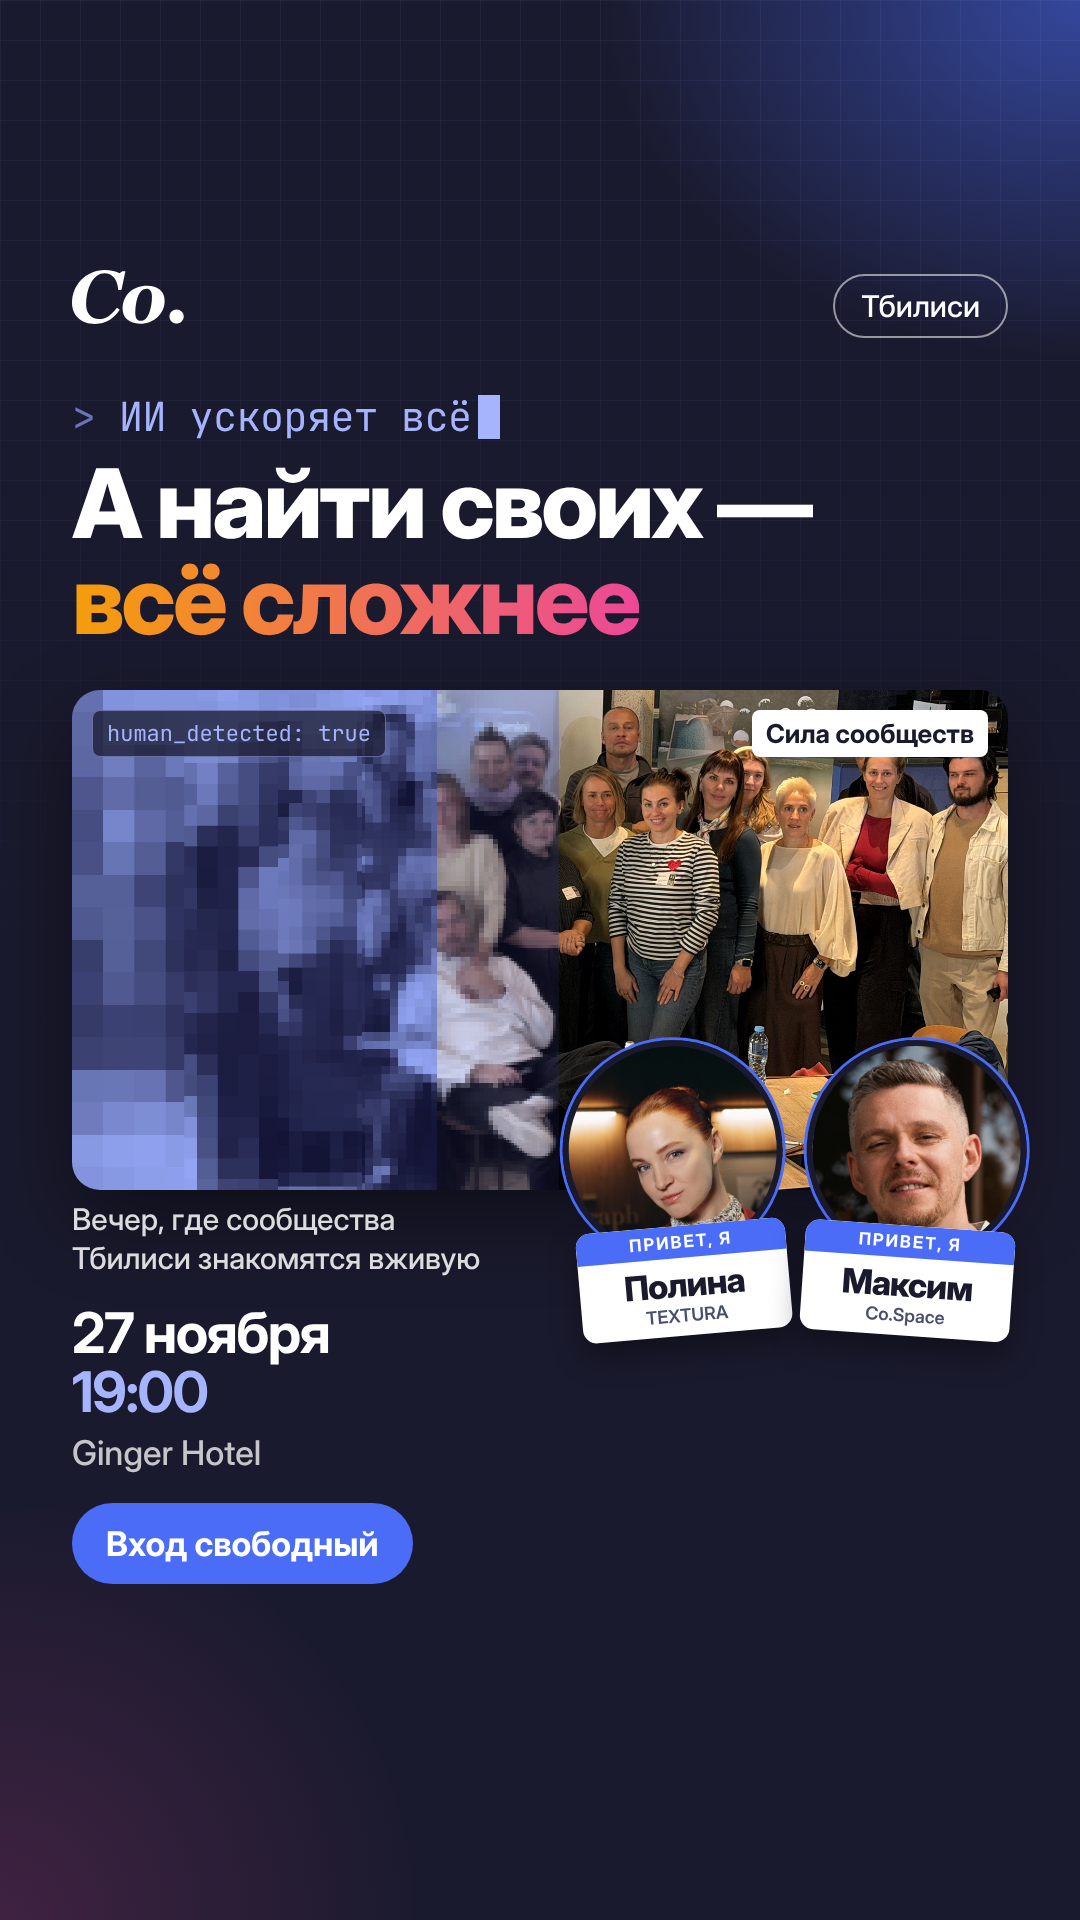 Co.
Тбилиси
> ИИ ускоряет всё
А найти своих —
всё сложнее
human_detected: true
Сила сообществ
Вечер, где сообщества
Тбилиси знакомятся вживую
27 ноября
19:00
Ginger Hotel
Вход свободный
ПРИВЕТ, Я
Полина
TEXTURA
ПРИВЕТ, Я
Максим
Co.Space